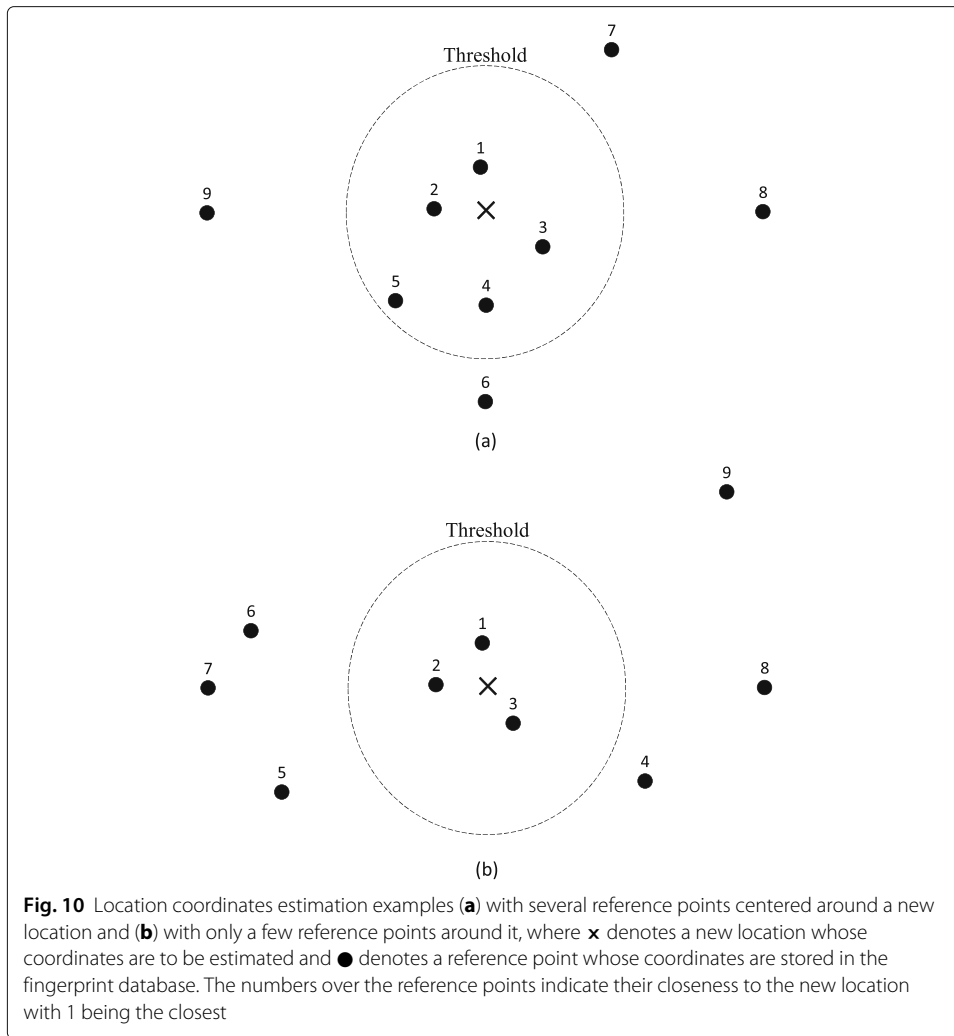 7
Threshold
1
9
2
8
3
5
4
6
(a)
9
Threshold
6
1
7
2
8
3
5
4
(b)
Fig. 10 Location coordinates estimation examples (a) with several reference points centered around a new
location and (b) with only a few reference points around it, where × denotes a new location whose
coordinates are to be estimated and ● denotes a reference point whose coordinates are stored in the
fingerprint database. The numbers over the reference points indicate their closeness to the new location
with 1 being the closest